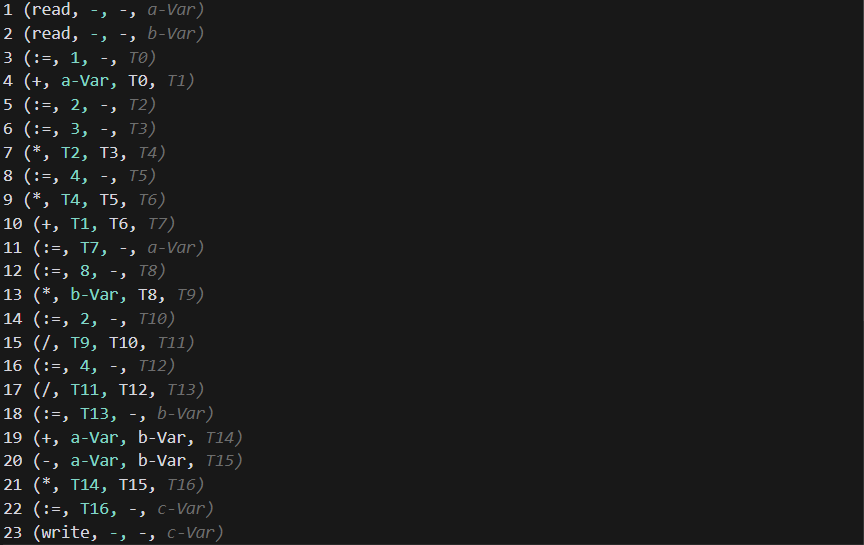 1 (read, -, -, a-Var)
2 (read, -, -, b-Var)
3 (:=, 1, -, T0)
4 (+, a-Var, T0, T1)
5 (:=, 2, -, T2)
6 (:=, 3, -, T3)
7 (*, T2, T3, T4)
8 (:=, 4, -, T5)
9 (*, T4, T5, T6)
10 (+, T1, T6, T7)
11 (:=, T7, -, a-Var)
12 (:=, 8, -, T8)
13 (*, b-Var, T8, T9)
14 (:=, 2, -, T10)
15 (/, T9, T10, T11)
16 (:=, 4, -, T12)
17 (/, T11, T12, T13)
18 (:=, T13, -, b-Var)
19 (+, a-Var, b-Var, T14)
20 (-, a-Var, b-Var, T15)
21 (*, T14, T15, T16)
22 (:=, T16, -, c-Var)
23 (write, -, -, c-Var)